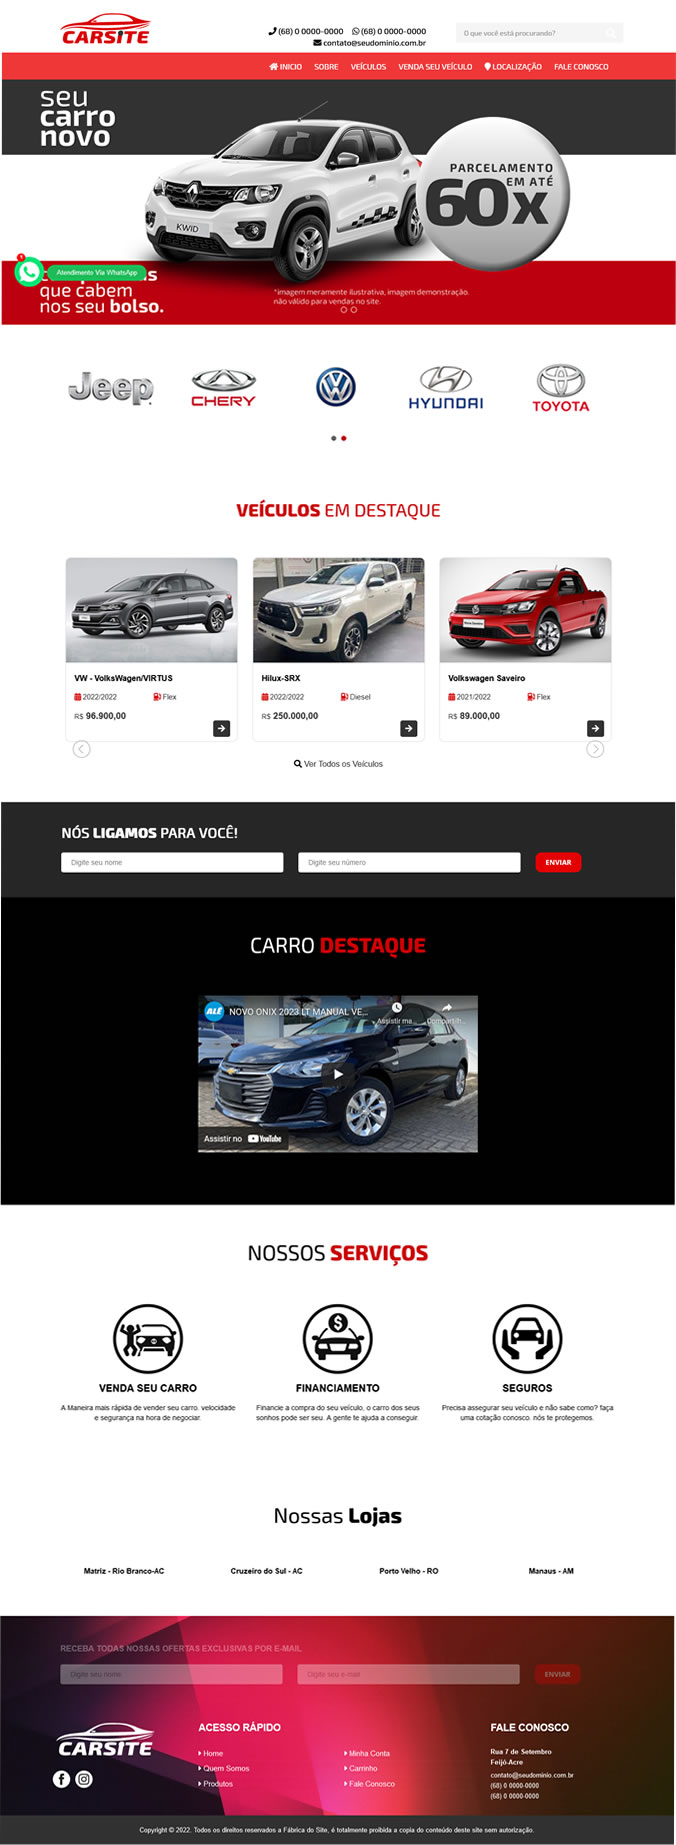 CARSITE
(68) 0 0000-0000 (68) 0 0000-0000
contato@seudominio.com.br
O que você está procurando?
INICIO SOBRE VEÍCULOS VENDA SEU VEÍCULO LOCALIZAÇÃO FALE CONOSCO
seu
carro
novo
KWID
PARCELAMENTO
EM ATÉ
60x
1
Atendimento Via WhatsApp
que cabem
nos seu bolso.
*imagem meramente ilustrativa, imagem demonstração.
não válido para vendas no site.
Jeep
CHERY
HYUNDAI
TOYOTA
VEÍCULOS EM DESTAQUE
VW - VolksWagen/VIRTUS
2022/2022 Flex
R$ 96.900,00
Hilux-SRX
2022/2022 Diesel
R$ 250.000,00
Volkswagen Saveiro
2021/2022 Flex
R$ 89.000,00
Ver Todos os Veículos
NÓS LIGAMOS PARA VOCÊ!
Digite seu nome
Digite seu número
ENVIAR
CARRO DESTAQUE
ALÉ
NOVO ONIX 2023 LT MANUAL VE...
Assistir ma... Compartilh...
Assistir no YouTube
NOSSOS SERVIÇOS
VENDA SEU CARRO
A Maneira mais rápida de vender seu carro. velocidade
e segurança na hora de negociar.
FINANCIAMENTO
Financie a compra do seu veículo, o carro dos seus
sonhos pode ser seu. A gente te ajuda a conseguir.
SEGUROS
Precisa assegurar seu veículo e não sabe como? faça
uma cotação conosco. nós te protegemos.
Nossas Lojas
Matriz - Rio Branco-AC
Cruzeiro do Sul - AC
Porto Velho - RO
Manaus - AM
RECEBA TODAS NOSSAS OFERTAS EXCLUSIVAS POR E-MAIL
Digite seu nome
Digite seu e-mail
ENVIAR
CARSITE
ACESSO RÁPIDO
Home
Quem Somos
Produtos
Minha Conta
Carrinho
Fale Conosco
FALE CONOSCO
Rua 7 de Setembro
Feijó-Acre
contato@seudominio.com.br
(68) 0 0000-0000
(68) 0 0000-0000
Copyright © 2022. Todos os direitos reservados a Fábrica do Site, é totalmente proibida a copia do conteúdo deste site sem autorização.